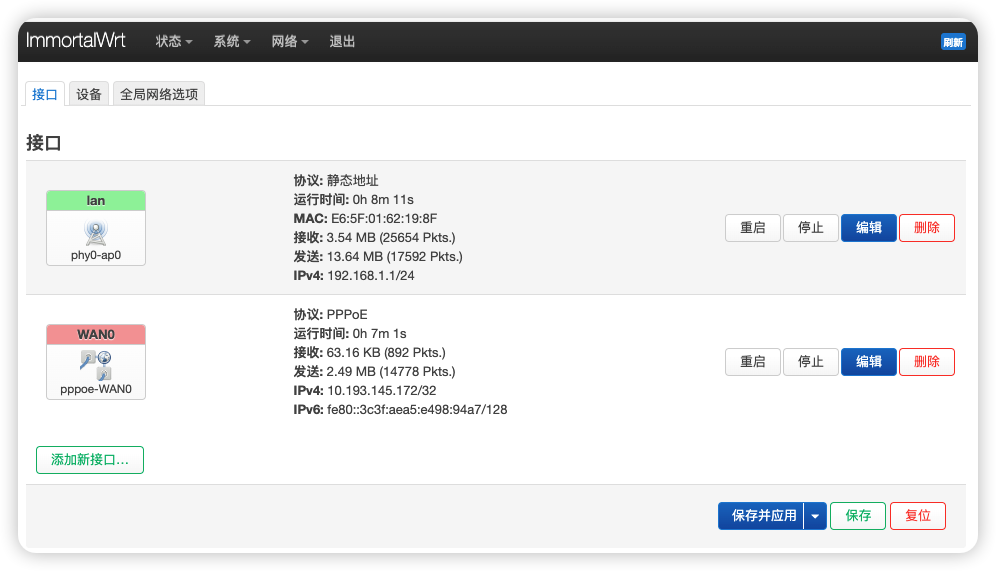 ImmortalWrt 状态 系统 网络 退出 刷新
接口 设备 全局网络选项
接口
lan
phy0-ap0
协议: 静态地址
运行时间: 0h 8m 11s
MAC: E6:5F:01:62:19:8F
接收: 3.54 MB (25654 Pkts.)
发送: 13.64 MB (17592 Pkts.)
IPv4: 192.168.1.1/24
重启 停止 编辑 删除
WAN0
pppoe-WAN0
协议: PPPoE
运行时间: 0h 7m 1s
接收: 63.16 KB (892 Pkts.)
发送: 2.49 MB (14778 Pkts.)
IPv4: 10.193.145.172/32
IPv6: fe80::3c3f:aea5:e498:94a7/128
重启 停止 编辑 删除
添加新接口...
保存并应用 保存 复位